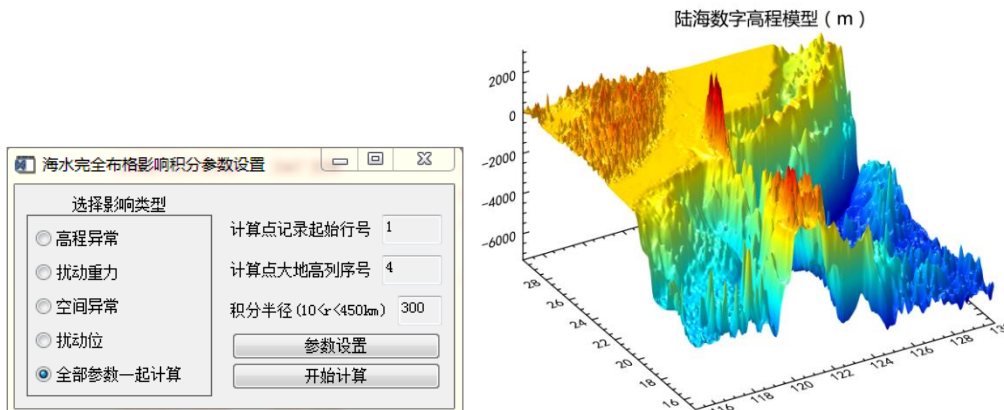 海水完全布格影响积分参数设置
选择影响类型
高程异常
扰动重力
空间异常
扰动位
全部参数一起计算
计算点记录起始行号 1
计算点大地高列序号 4
积分半径(10<r<450km) 300
参数设置
开始计算
陆海数字高程模型（m）
2000
0
-2000
-4000
-6000
28
26
24
22
20
18
16
116
118
120
122
124
126
128